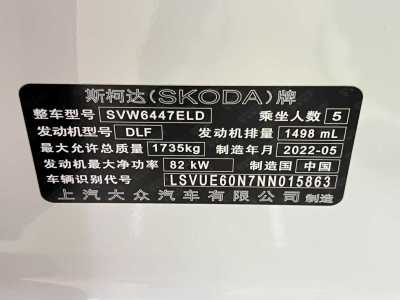 斯柯达(SKODA)牌
整车型号 SVW6447ELD 乘坐人数 5
发动机型号 DLF 发动机排量 1498 mL
最大允许总质量 1735kg 制造年月 2022-05
发动机最大净功率 82 kW 制造国 中国
车辆识别代号 LSVUE60N7NN015863
上汽大众汽车有限公司 制造